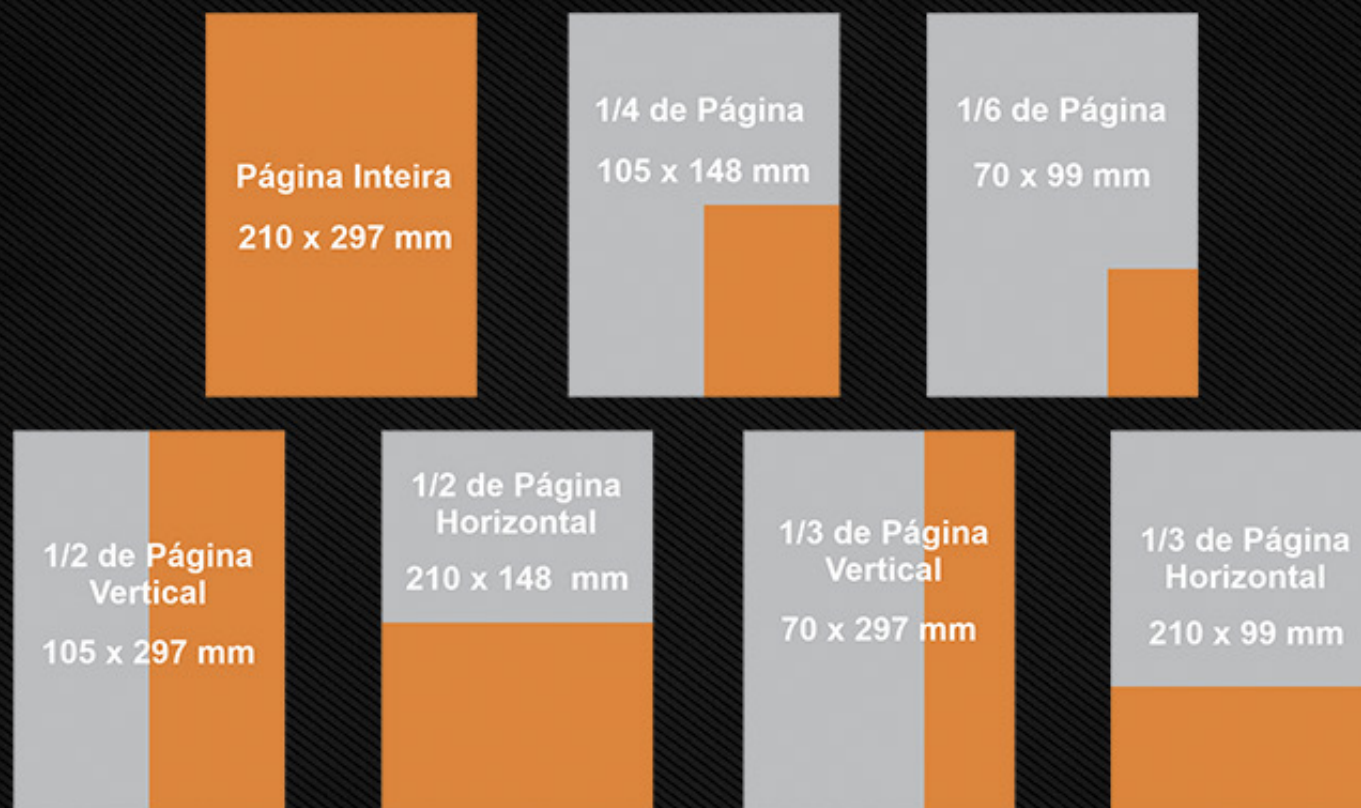 Página Inteira
210 x 297 mm
1/4 de Página
105 x 148 mm
1/6 de Página
70 x 99 mm
1/2 de Página
Vertical
105 x 297 mm
1/2 de Página
Horizontal
210 x 148 mm
1/3 de Página
Vertical
70 x 297 mm
1/3 de Página
Horizontal
210 x 99 mm